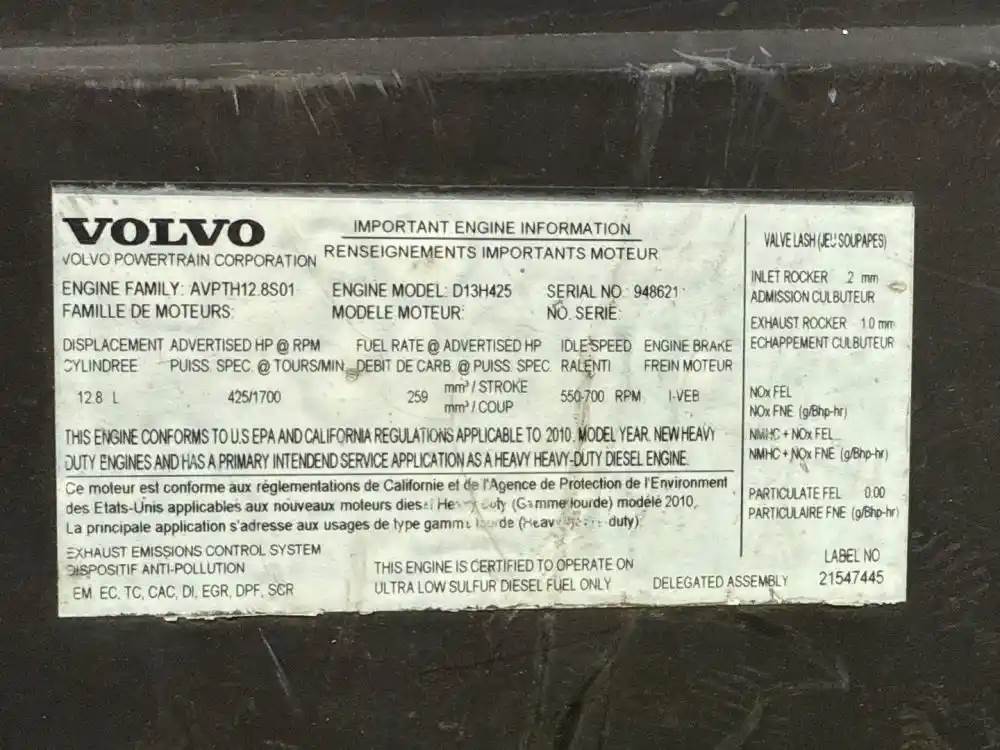 VOLVO
VOLVO POWERTRAIN CORPORATION
IMPORTANT ENGINE INFORMATION
RENSEIGNEMENTS IMPORTANTS MOTEUR
ENGINE FAMILY: AVPTH12.8S01 ENGINE MODEL: D13H425 SERIAL NO. 948621
FAMILLE DE MOTEURS: MODELE MOTEUR: NO. SERIE:
DISPLACEMENT ADVERTISED HP @ RPM FUEL RATE @ ADVERTISED HP IDLE SPEED ENGINE BRAKE
CYLINDREE PUISS. SPEC. @ TOURS/MIN. DEBIT DE CARB. @ PUISS. SPEC. RALENTI FREIN MOTEUR
12.8 L 425/1700 259 mm³ / STROKE 550-700 RPM I-VEB
mm³ / COUP
THIS ENGINE CONFORMS TO U.S EPA AND CALIFORNIA REGULATIONS APPLICABLE TO 2010. MODEL YEAR. NEW HEAVY
DUTY ENGINES AND HAS A PRIMARY INTENDEND SERVICE APPLICATION AS A HEAVY HEAVY-DUTY DIESEL ENGINE.
Ce moteur est conforme aux réglementations de Californie et de l'Agence de Protection de l'Environment
des Etats-Unis applicables aux nouveaux moteurs (Gamme lourde) modèle 2010,
La principale application s'adresse aux usages de type duty).
EXHAUST EMISSIONS CONTROL SYSTEM
DISPOSITIF ANTI-POLLUTION
EM, EC, TC, CAC, DI, EGR, DPF, SCR
THIS ENGINE IS CERTIFIED TO OPERATE ON
ULTRA LOW SULFUR DIESEL FUEL ONLY
DELEGATED ASSEMBLY
VALVE LASH (JEU SOUPAPES)
INLET ROCKER .2 mm
ADMISSION CULBUTEUR
EXHAUST ROCKER 1.0 mm
ECHAPPEMENT CULBUTEUR
NOx FEL
NOx FNE (g/Bhp-hr)
NMHC + NOx FEL
NMHC + NOx FNE (g/Bhp-hr)
PARTICULATE FEL 0.00
PARTICULAIRE FNE (g/Bhp-hr)
LABEL NO
21547445